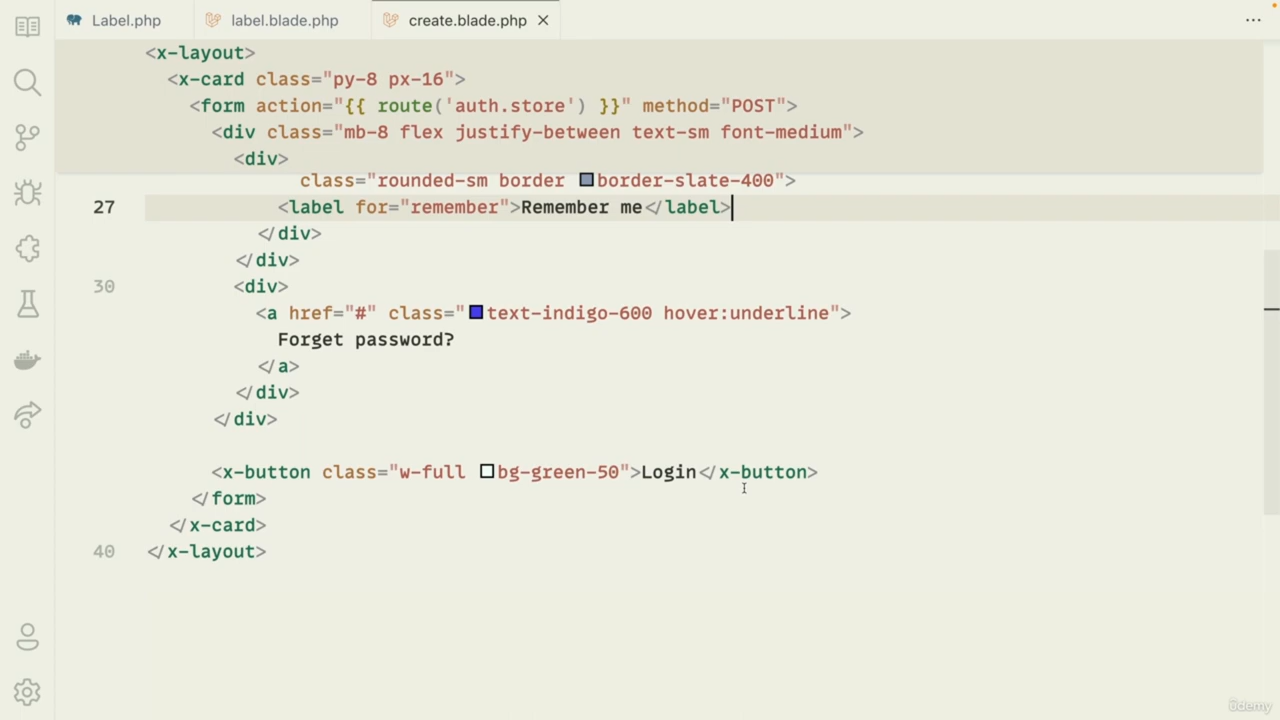 Label.php
label.blade.php
create.blade.php
<x-layout>
<x-card class="py-8 px-16">
<form action="{{ route('auth.store') }}" method="POST">
<div class="mb-8 flex justify-between text-sm font-medium">
<div>
class="rounded-sm border border-slate-400">
27 <label for="remember">Remember me</label>
</div>
</div>
30 <div>
<a href="#" class="text-indigo-600 hover:underline">
Forget password?
</a>
</div>
</div>
<x-button class="w-full bg-green-50">Login</x-button>
</form>
</x-card>
40 </x-layout>
ûdemy